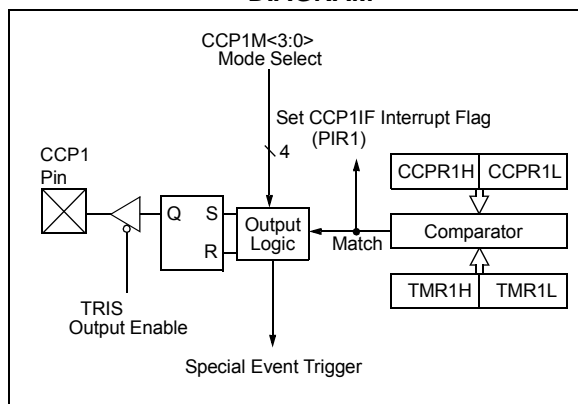 CCP1M<3:0>
Mode Select
Set CCP1IF Interrupt Flag
(PIR1)
4
CCP1
Pin
CCPR1H CCPR1L
Q S
R
Output
Logic
Match
Comparator
TRIS
Output Enable
TMR1H TMR1L
Special Event Trigger